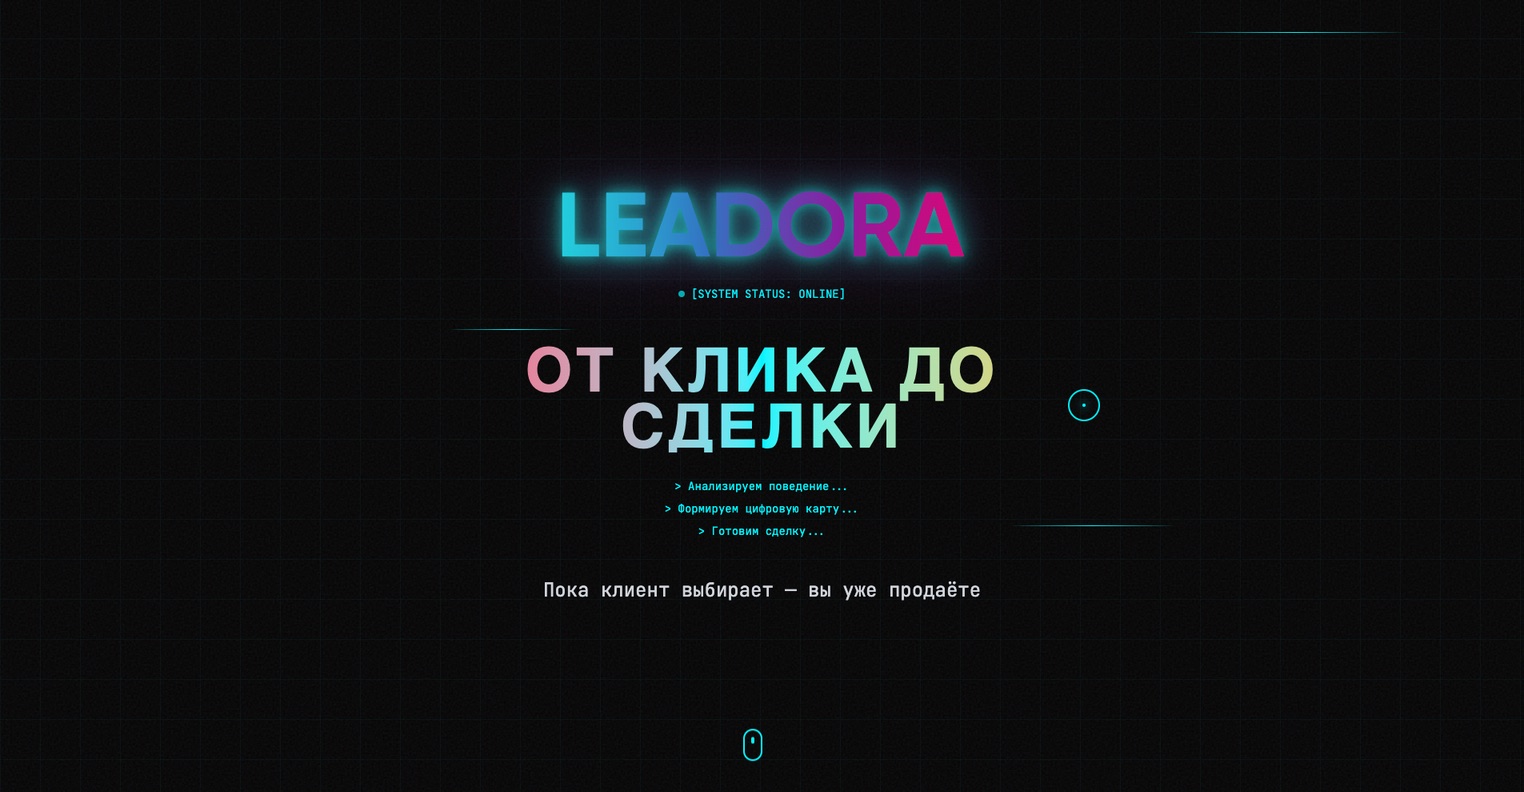 LEADORA
[SYSTEM STATUS: ONLINE]
ОТ КЛИКА ДО
СДЕЛКИ
> Анализируем поведение...
> Формируем цифровую карту...
> Готовим сделку...
Пока клиент выбирает — вы уже продаёте